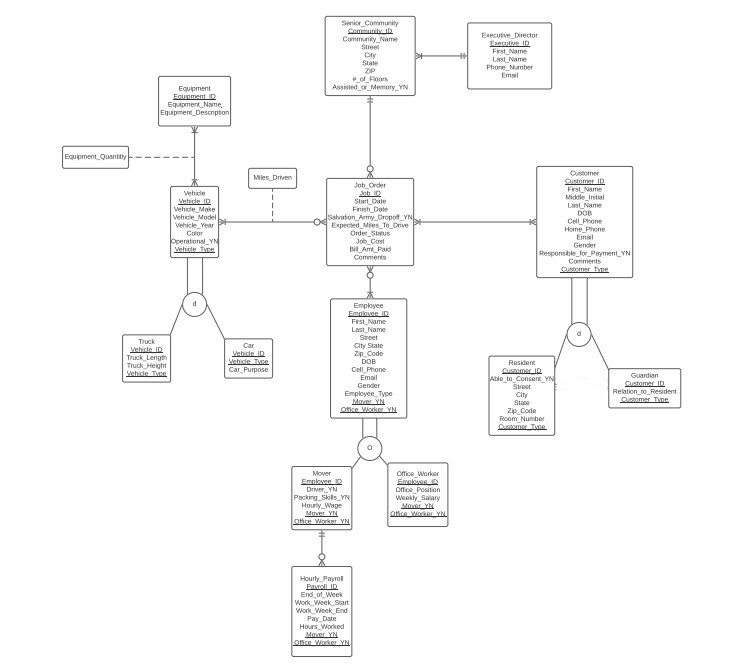 Senior_Community
Community_ID
Community_Name
Street
City
State
ZIP
#_of_Floors
Assisted_or_Memory_YN
Executive_Director
Executive_ID
First_Name
Last_Name
Phone_Number
Email
Equipment
Equipment_ID
Equipment_Name
Equipment_Description
Equipment_Quantitiy
Miles_Driven
Vehicle
Vehicle_ID
Vehicle_Make
Vehicle_Model
Vehicle_Year
Color
Operational_YN
Vehicle_Type
Job_Order
Job_ID
Start_Date
Finish_Date
Salvation_Army_Dropoff_YN
Expected_Miles_To_Drive
Order_Status
Job_Cost
Bill_Amt_Paid
Comments
Customer
Customer_ID
First_Name
Middle_Initial
Last_Name
DOB
Cell_Phone
Home_Phone
Email
Gender
Responsible_for_Payment_YN
Comments
Customer_Type
d
Truck
Vehicle_ID
Truck_Length
Truck_Height
Vehicle_Type
Car
Vehicle_ID
Vehicle_Type
Car_Purpose
Employee
Employee_ID
First_Name
Last_Name
Street
City State
Zip_Code
DOB
Cell_Phone
Email
Gender
Employee_Type
Mover_YN
Office_Worker_YN
d
Resident
Customer_ID
Able_to_Consent_YN
Street
City
State
Zip_Code
Room_Number
Customer_Type
Guardian
Customer_ID
Relation_to_Resident
Customer_Type
O
Mover
Employee_ID
Driver_YN
Packing_Skills_YN
Hourly_Wage
Mover_YN
Office_Worker_YN
Office_Worker
Employee_ID
Office_Position
Weekly_Salary
Mover_YN
Office_Worker_YN
Hourly_Payroll
Payroll_ID
End_of_Week
Work_Week_Start
Work_Week_End
Pay_Date
Hours_Worked
Mover_YN
Office_Worker_YN